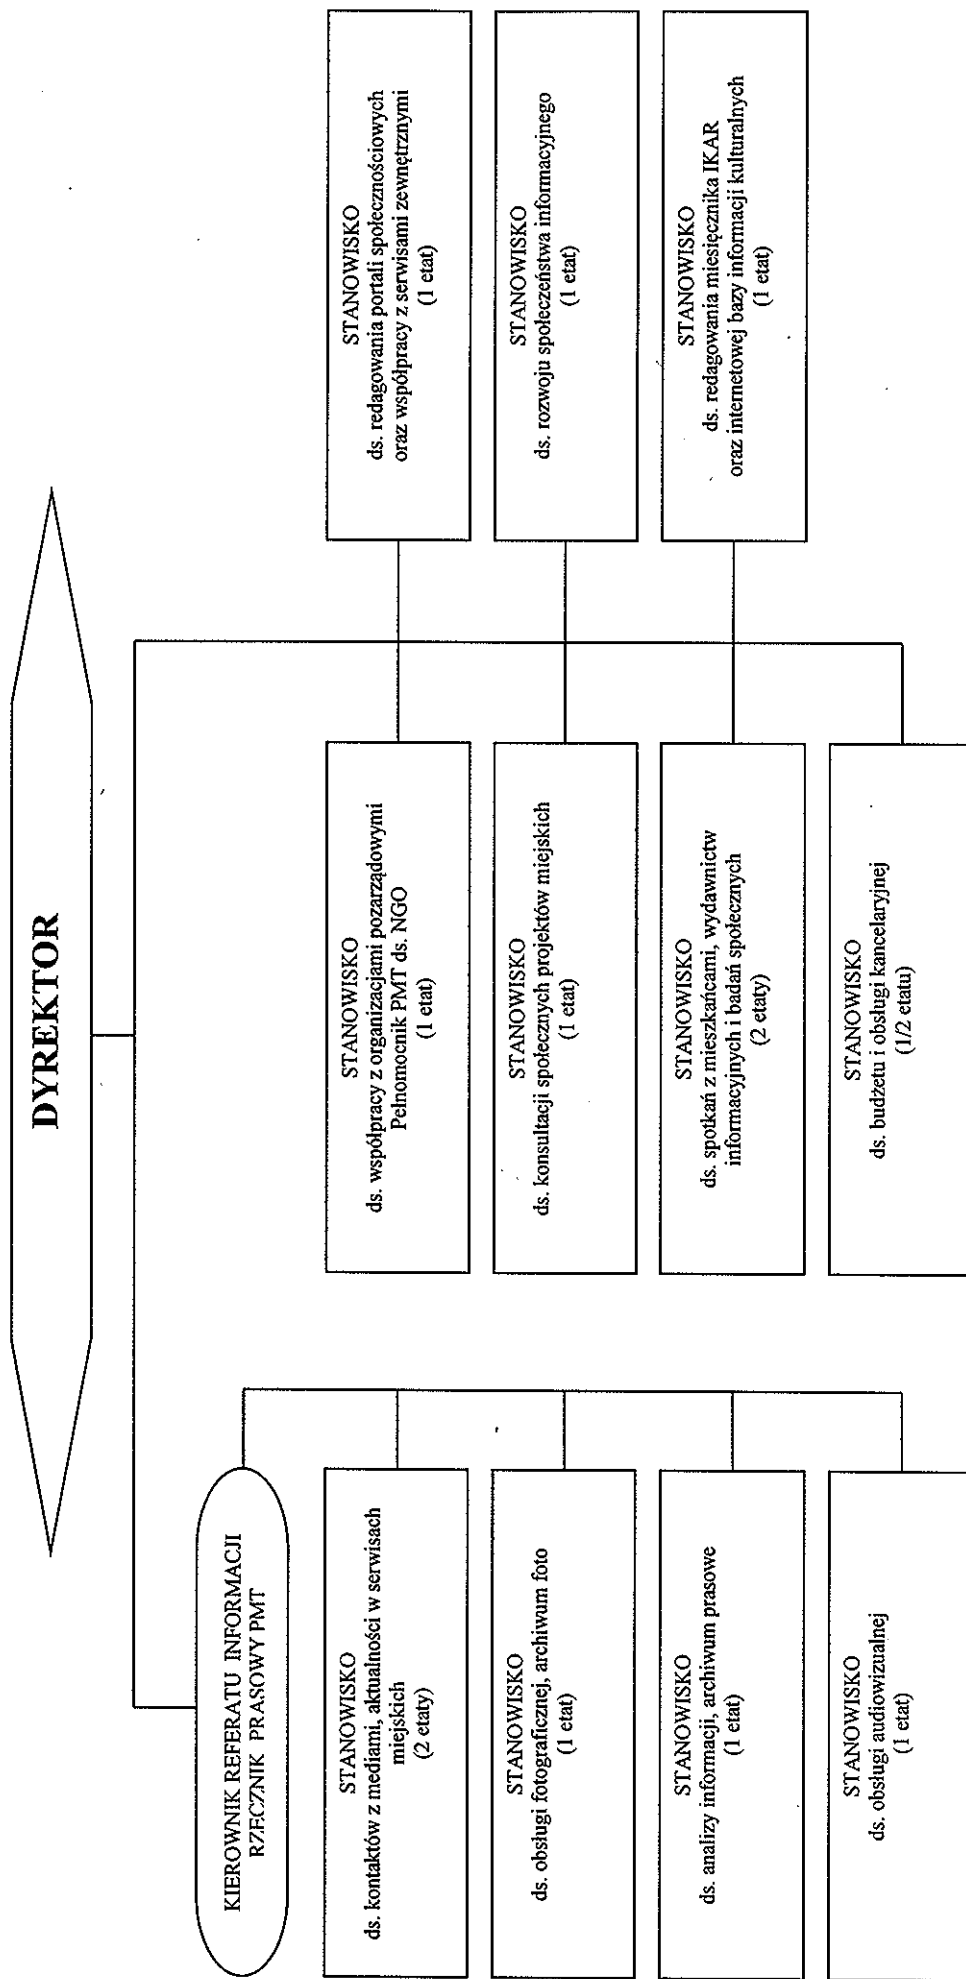 DYREKTOR
KIEROWNIK REFERATU INFORMACJI
RZECZNIK PRASOWY PMT
STANOWISKO
ds. kontaktów z mediami, aktualności w serwisach
miejskich
(2 etaty)
STANOWISKO
ds. obsługi fotograficznej, archiwum foto
(1 etat)
STANOWISKO
ds. analizy informacji, archiwum prasowe
(1 etat)
STANOWISKO
ds. obsługi audiowizualnej
(1 etat)
STANOWISKO
ds. współpracy z organizacjami pozarządowymi
Pełnomocnik PMT ds. NGO
(1 etat)
STANOWISKO
ds. konsultacji społecznych projektów miejskich
(1 etat)
STANOWISKO
ds. spotkań z mieszkańcami, wydawnictw
informacyjnych i badań społecznych
(2 etaty)
STANOWISKO
ds. budżetu i obsługi kancelaryjnej
(1/2 etatu)
STANOWISKO
ds. redagowania portali społecznościowych
oraz współpracy z serwisami zewnętrznymi
(1 etat)
STANOWISKO
ds. rozwoju społeczeństwa informacyjnego
(1 etat)
STANOWISKO
ds. redagowania miesięcznika IKAR
oraz internetowej bazy informacji kulturalnych
(1 etat)